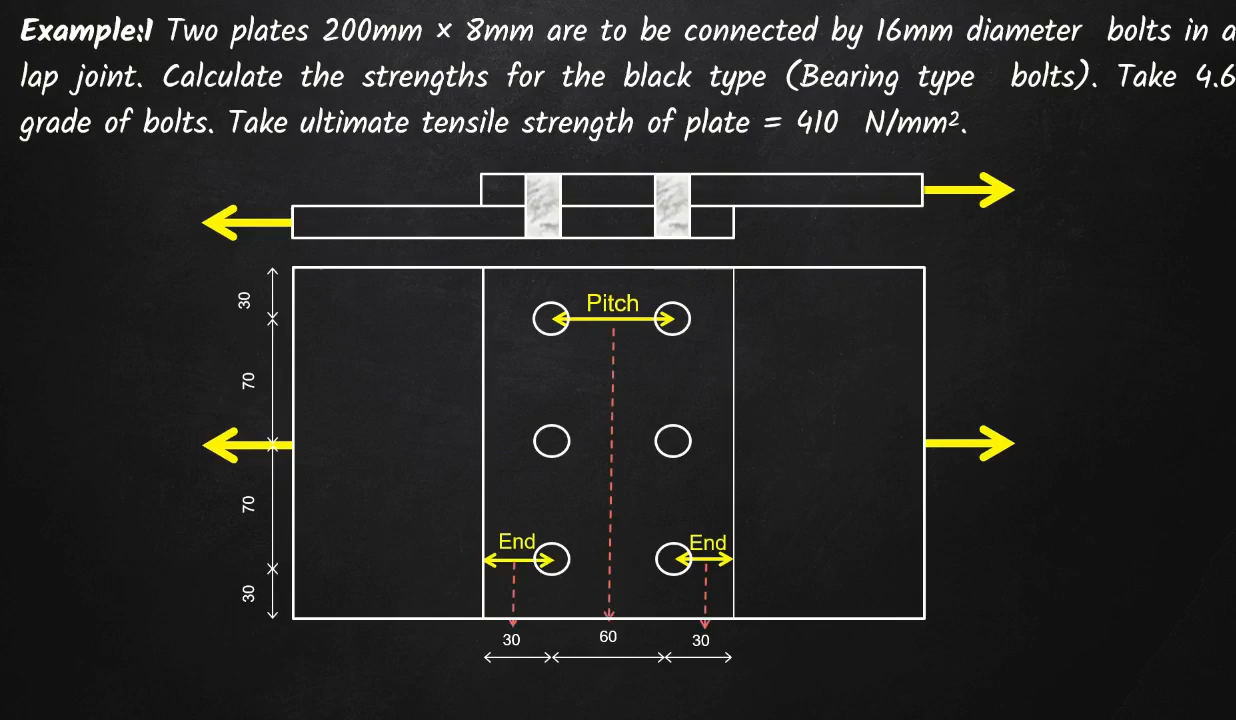 Example:1 Two plates 200mm × 8mm are to be connected by 16mm diameter bolts in a
lap joint. Calculate the strengths for the black type (Bearing type bolts). Take 4.6
grade of bolts. Take ultimate tensile strength of plate = 410 N/mm².
30
Pitch
70
70
End
End
30
30
60
30